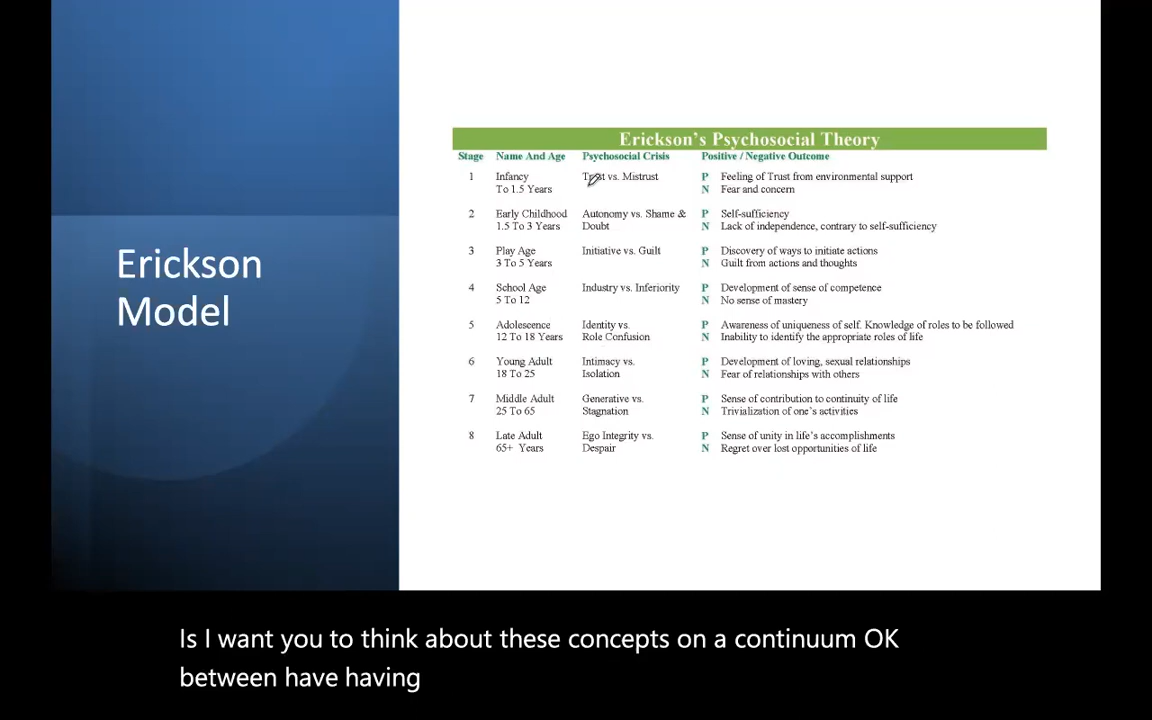 Erickson
Model
Erickson's Psychosocial Theory
Stage Name And Age Psychosocial Crisis Positive / Negative Outcome
1 Infancy Trust vs. Mistrust P Feeling of Trust from environmental support
To 1.5 Years N Fear and concern
2 Early Childhood Autonomy vs. Shame & P Self-sufficiency
1.5 To 3 Years Doubt N Lack of independence, contrary to self-sufficiency
3 Play Age Initiative vs. Guilt P Discovery of ways to initiate actions
3 To 5 Years N Guilt from actions and thoughts
4 School Age Industry vs. Inferiority P Development of sense of competence
5 To 12 N No sense of mastery
5 Adolescence Identity vs. P Awareness of uniqueness of self. Knowledge of roles to be followed
12 To 18 Years Role Confusion N Inability to identify the appropriate roles of life
6 Young Adult Intimacy vs. P Development of loving, sexual relationships
18 To 25 Isolation N Fear of relationships with others
7 Middle Adult Generative vs. P Sense of contribution to continuity of life
25 To 65 Stagnation N Trivialization of one's activities
8 Late Adult Ego Integrity vs. P Sense of unity in life's accomplishments
65+ Years Despair N Regret over lost opportunities of life
Is I want you to think about these concepts on a continuum OK
between have having